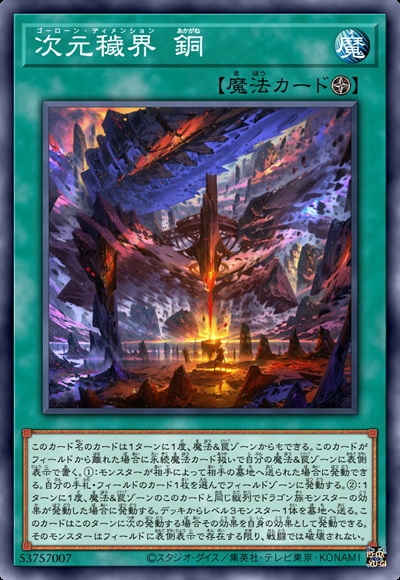 ゴーローン・ディメンション あかがね
次元穢界 銅
魔
まほう
【魔法カード】
このカード名のカードは1ターンに1度、魔法&罠ゾーンからもできる。このカードが
フィールドから離れた場合に永続魔法カード扱いで自分の魔法&罠ゾーンに表側
表示で置く。①:モンスターが相手によって相手の墓地へ送られた場合に発動でき
る。自分の手札・フィールドのカード1枚を選んでフィールドゾーンに発動する。②:1
ターンに1度、魔法&罠ゾーンのこのカードと同じ縦列でドラゴン族モンスターの効
果が発動した場合に発動する。デッキからレベル3モンスター1体を墓地へ送る。こ
のカードはこのターンに次の発動する場合その効果を自身の効果として発動できる。
そのモンスターはフィールドに表側表示で存在する限り、戦闘では破壊されない。
53757007
©スタジオ・ダイス/集英社・テレビ東京・KONAMI